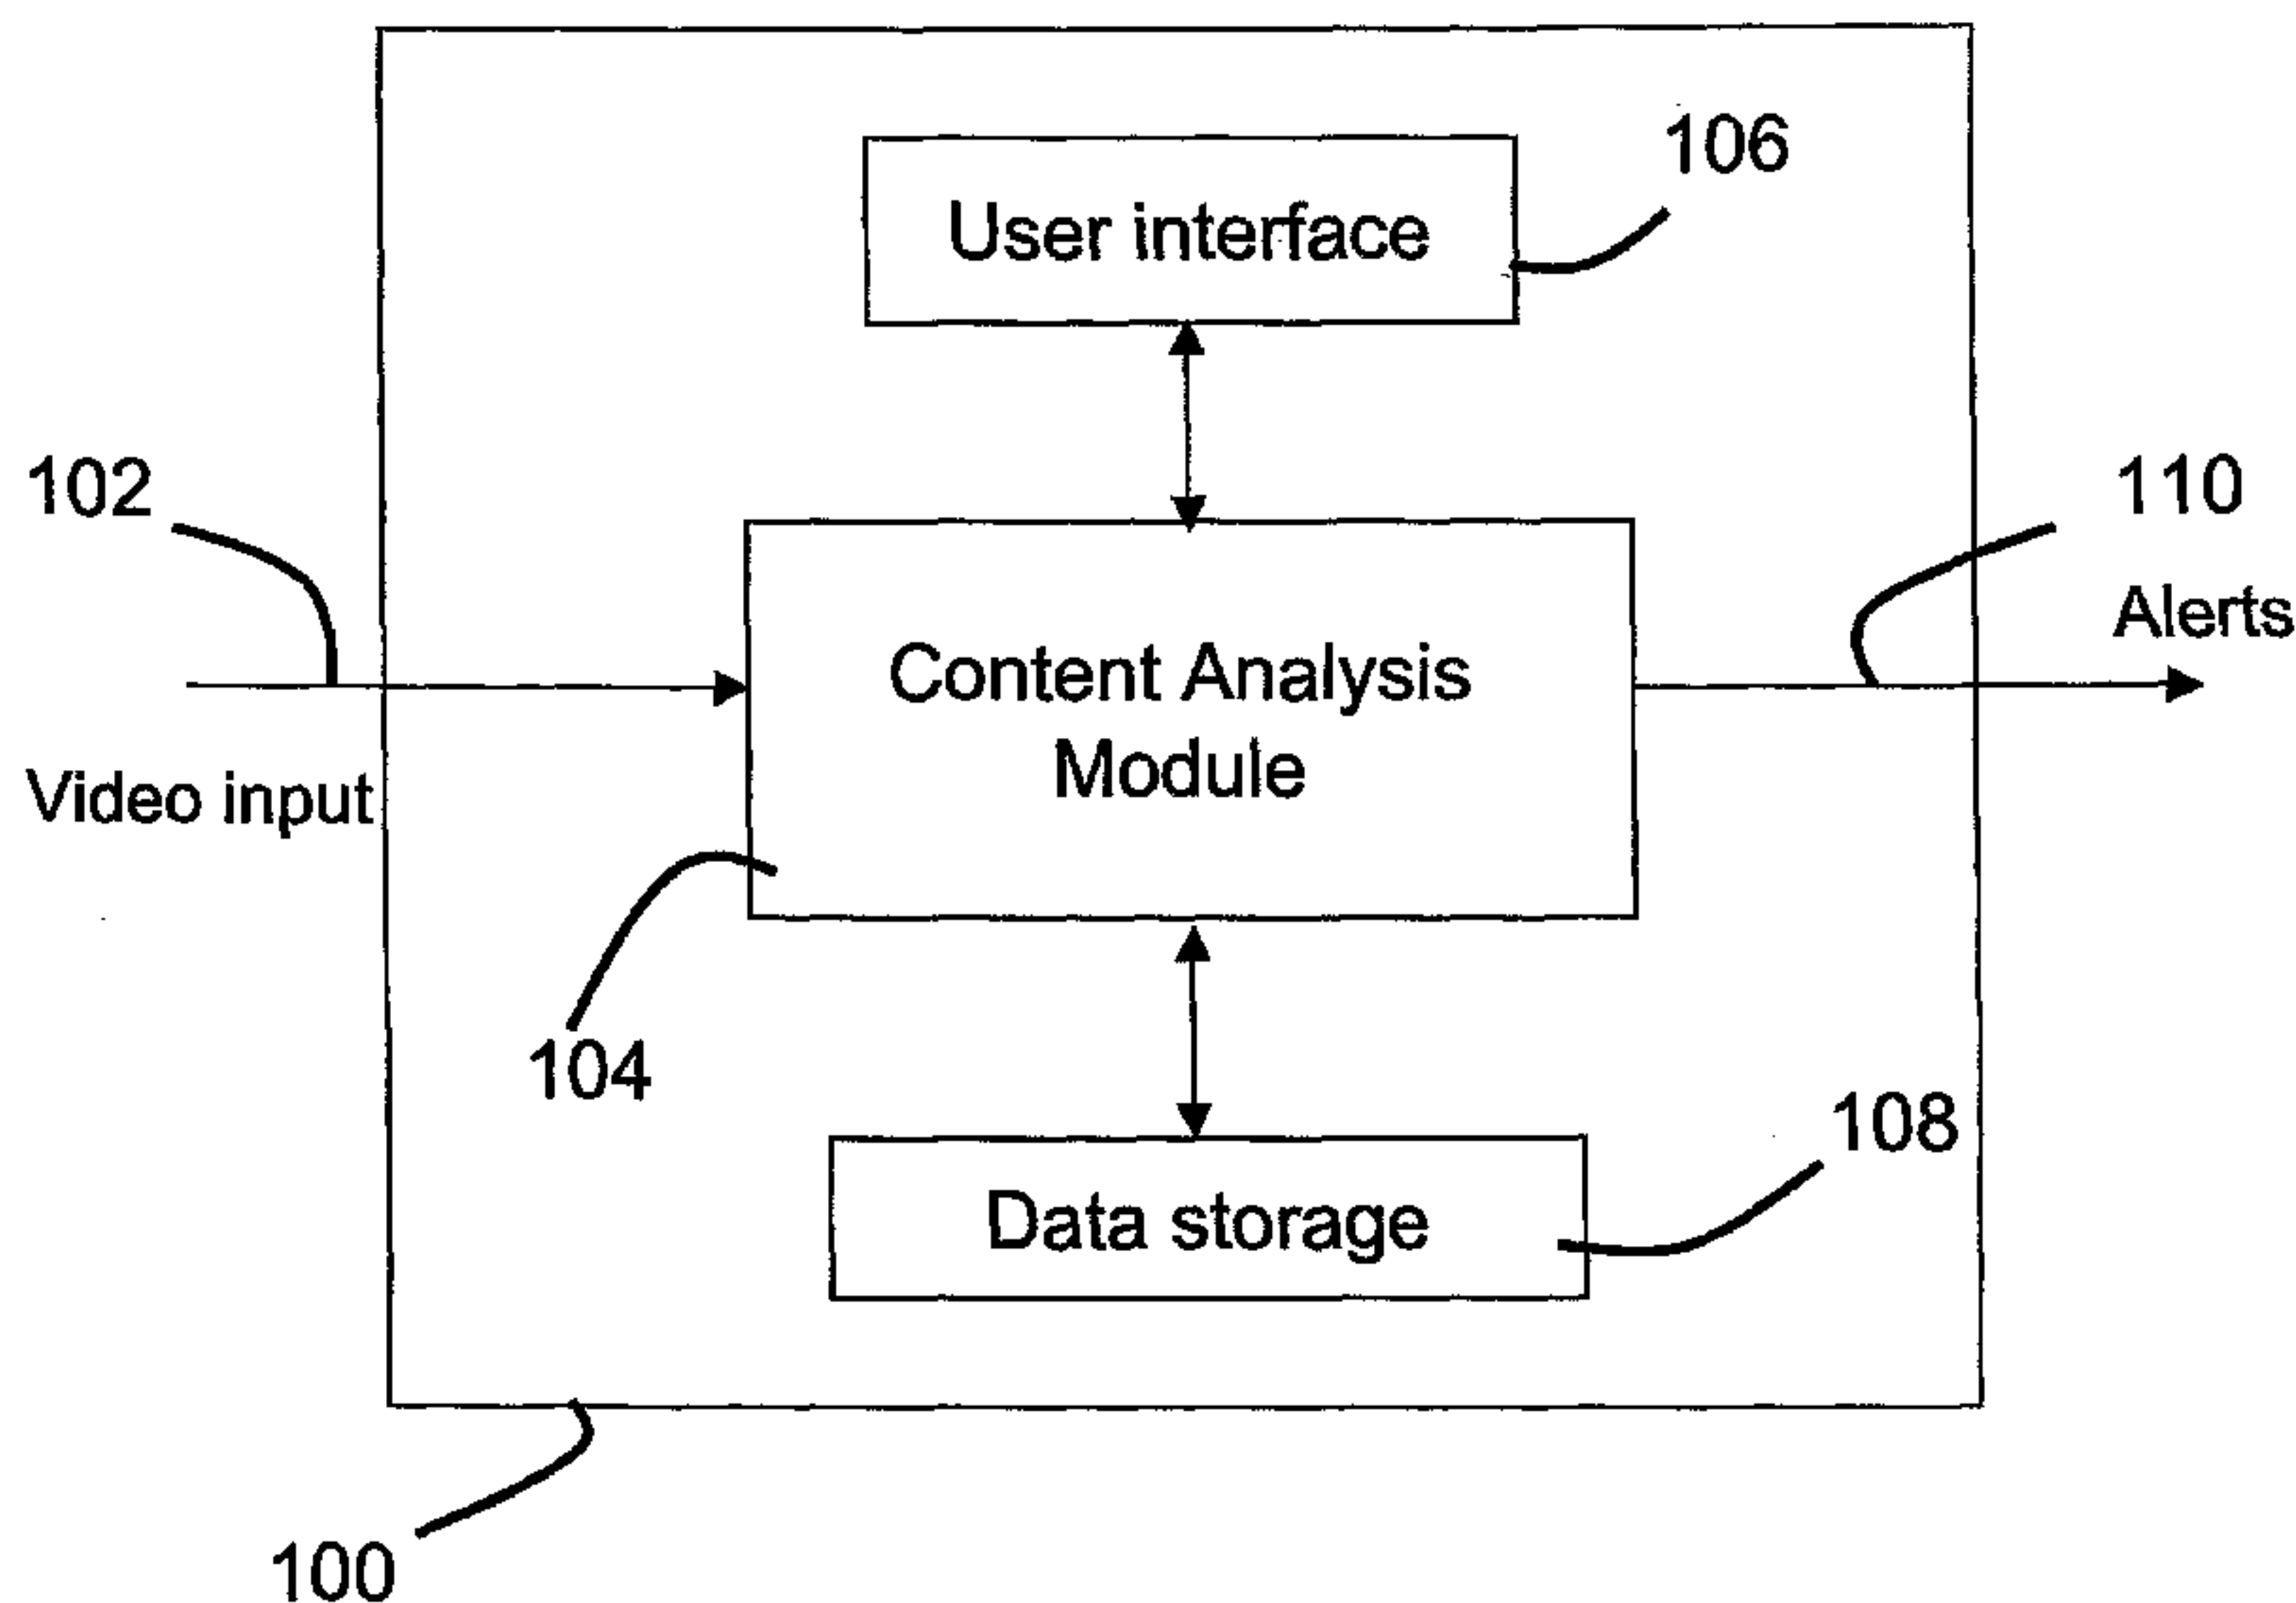 106
User interface
102
110
Alerts
Content Analysis
Module
Video input
104
108
Data storage
100